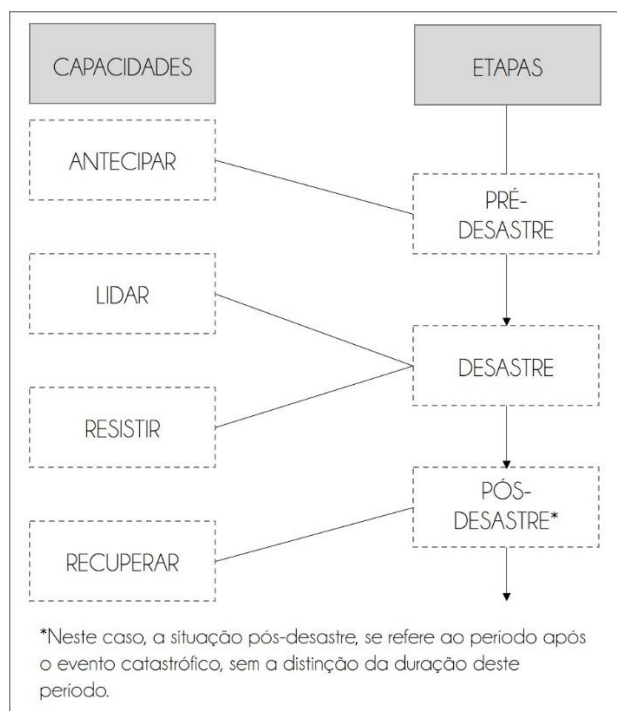 CAPACIDADES
ETAPAS
ANTECIPAR
PRÉ-
DESASTRE
LIDAR
DESASTRE
RESISTIR
PÓS-
DESASTRE*
RECUPERAR
*Neste caso, a situação pós-desastre, se refere ao período após
o evento catastrófico, sem a distinção da duração deste
período.